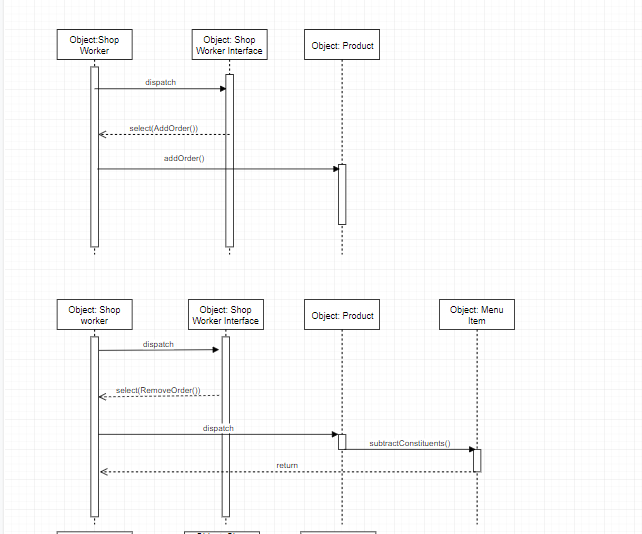 Object:Shop
Worker
Object: Shop
Worker Interface
Object: Product
dispatch
select(AddOrder())
addOrder()
Object: Shop
worker
Object: Shop
Worker Interface
Object: Product
Object: Menu
Item
dispatch
select(RemoveOrder())
dispatch
subtractConstituents()
return